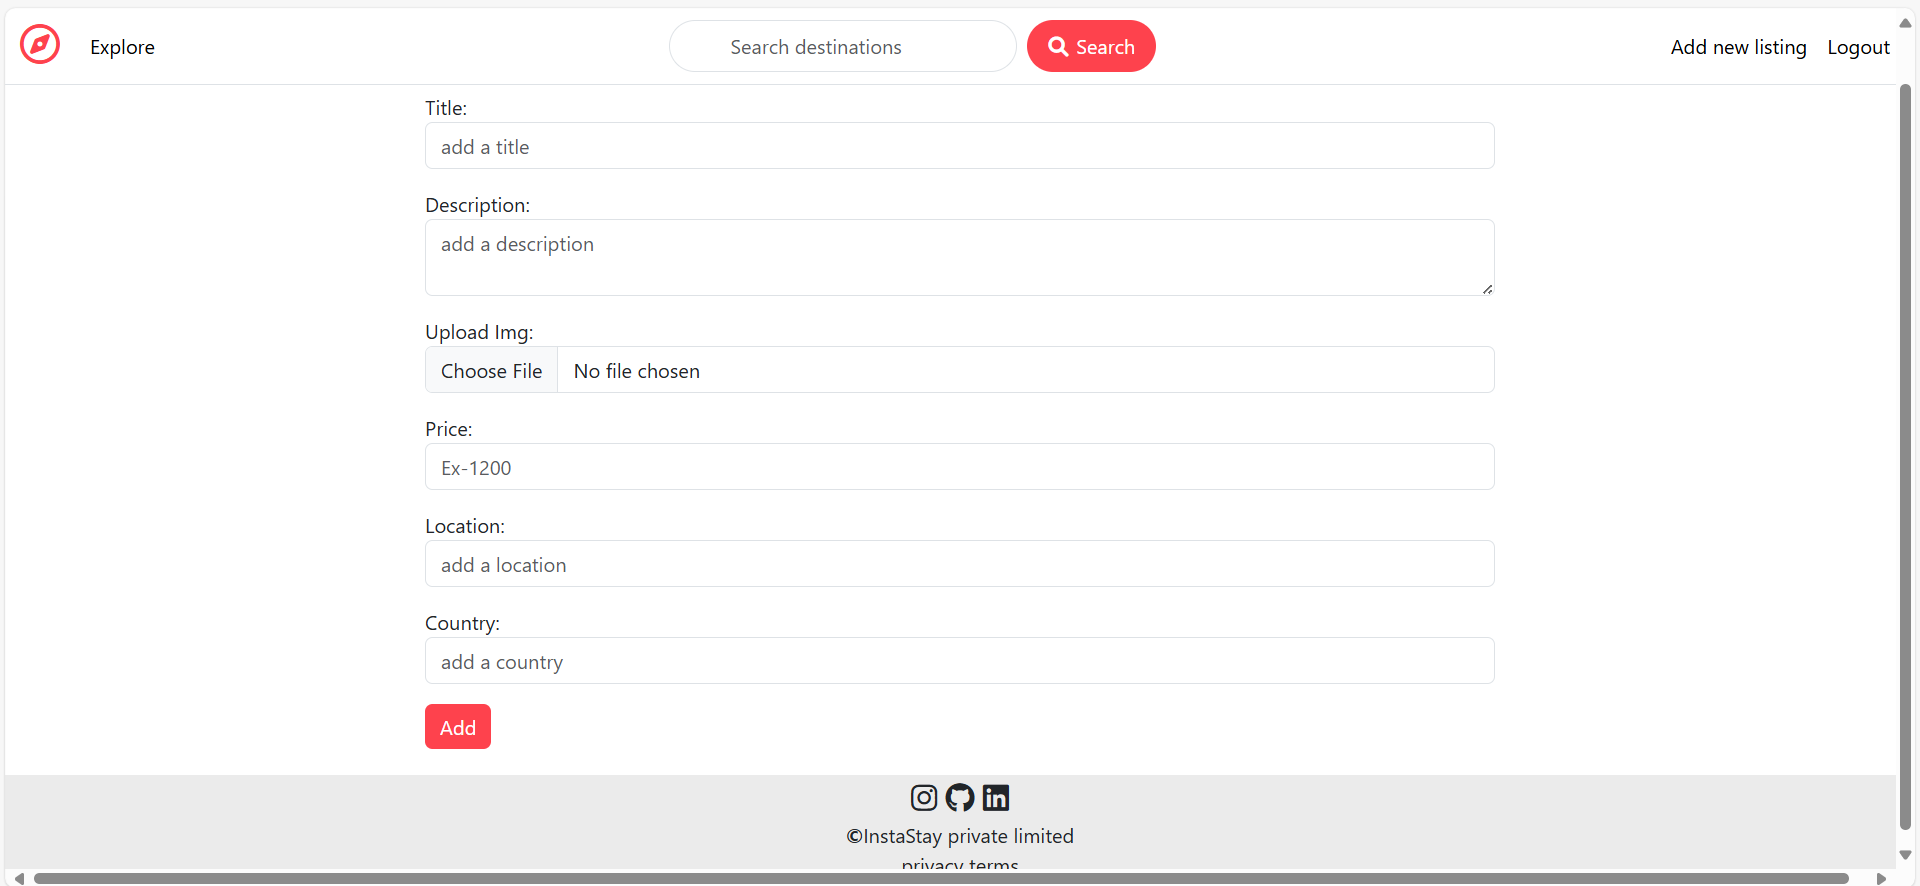 Explore
Search destinations
Search
Add new listing
Logout
Title:
add a title
Description:
add a description
Upload Img:
Choose File
No file chosen
Price:
Ex-1200
Location:
add a location
Country:
add a country
Add
©InstaStay private limited
privacy terms